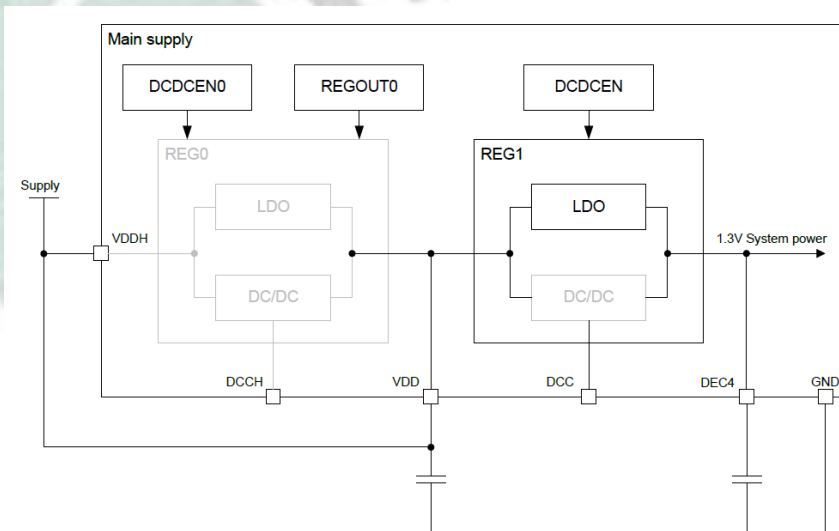 Main supply
DCDCEN0
REGOUT0
DCDCEN
REG0
REG1
Supply
LDO
LDO
VDDH
1.3V System power
DC/DC
DC/DC
DCCH
VDD
DCC
DEC4
GND